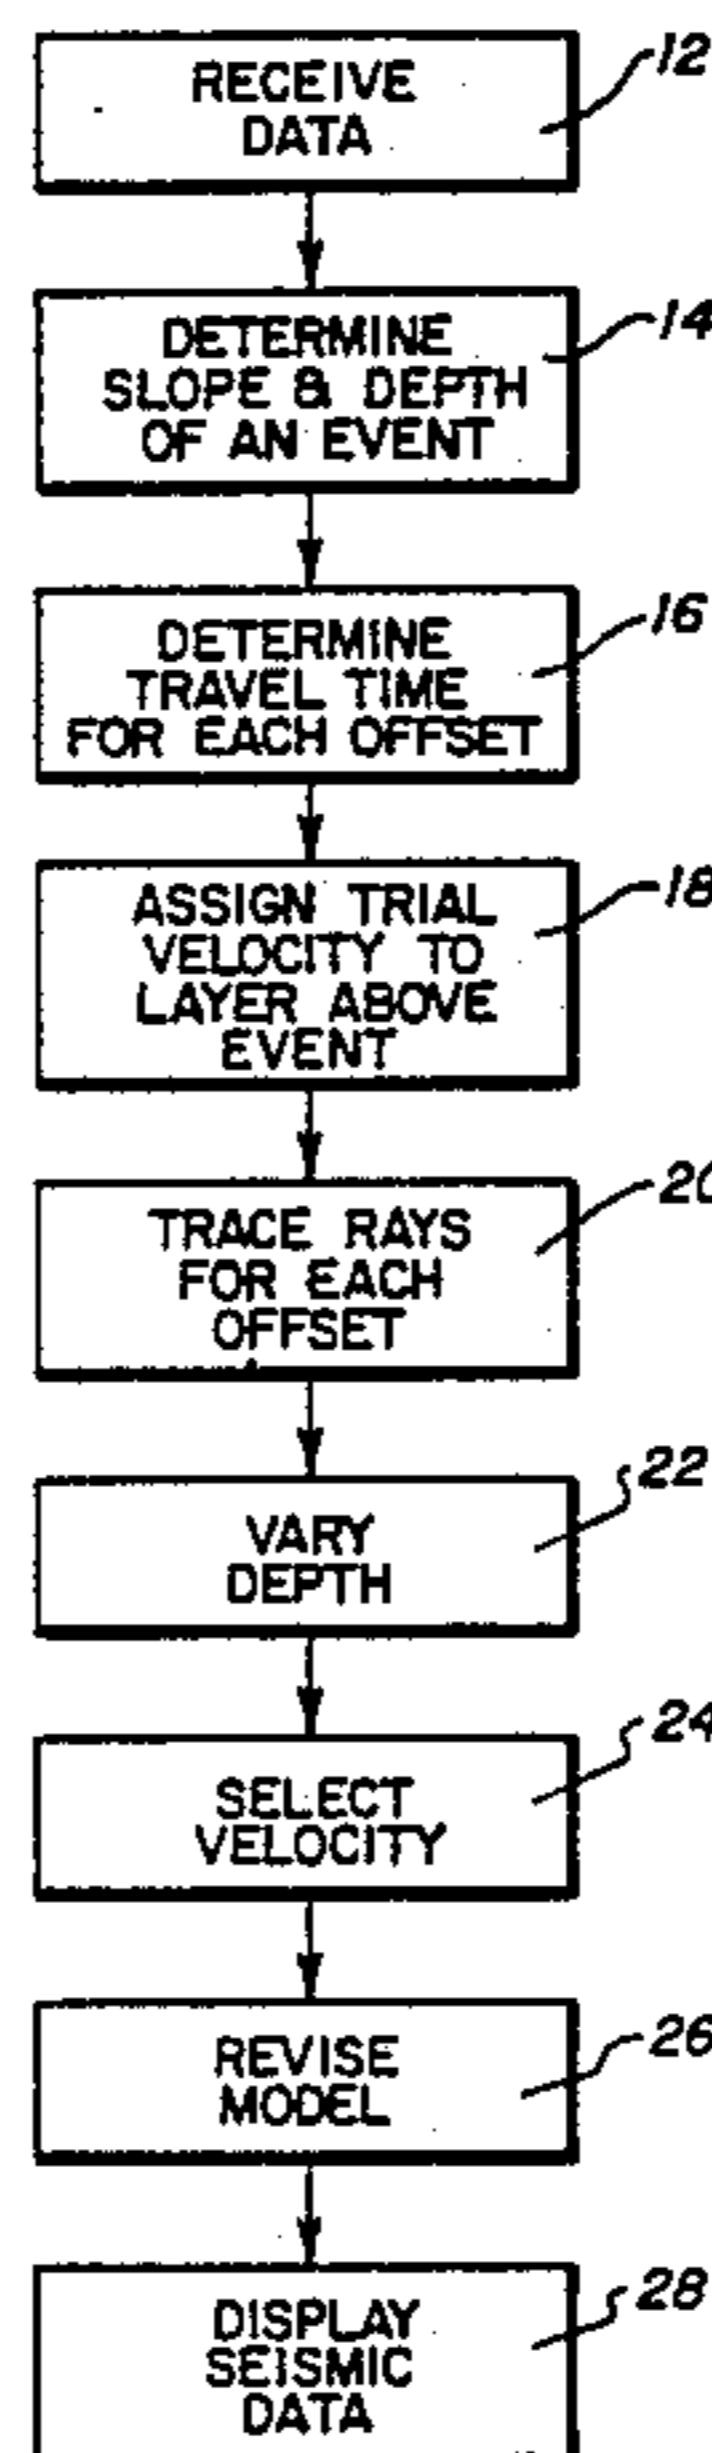 RECEIVE
DATA
12
DETERMINE
SLOPE & DEPTH
OF AN EVENT
14
DETERMINE
TRAVEL TIME
FOR EACH OFFSET
16
ASSIGN TRIAL
VELOCITY TO
LAYER ABOVE
EVENT
18
TRACE RAYS
FOR EACH
OFFSET
20
VARY
DEPTH
22
SELECT
VELOCITY
24
REVISE
MODEL
26
DISPLAY
SEISMIC
DATA
28